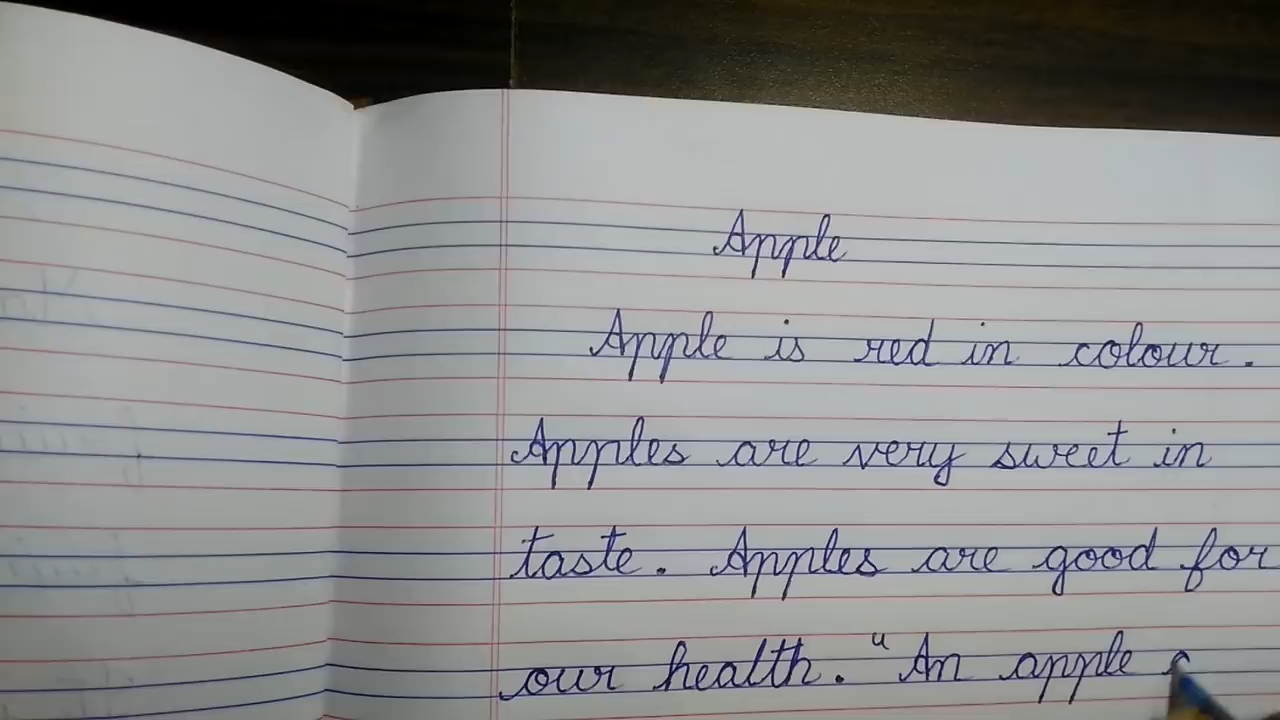 Apple
Apple is red in colour.
Apples are very sweet in
taste. Apples are good for
our health. "An apple